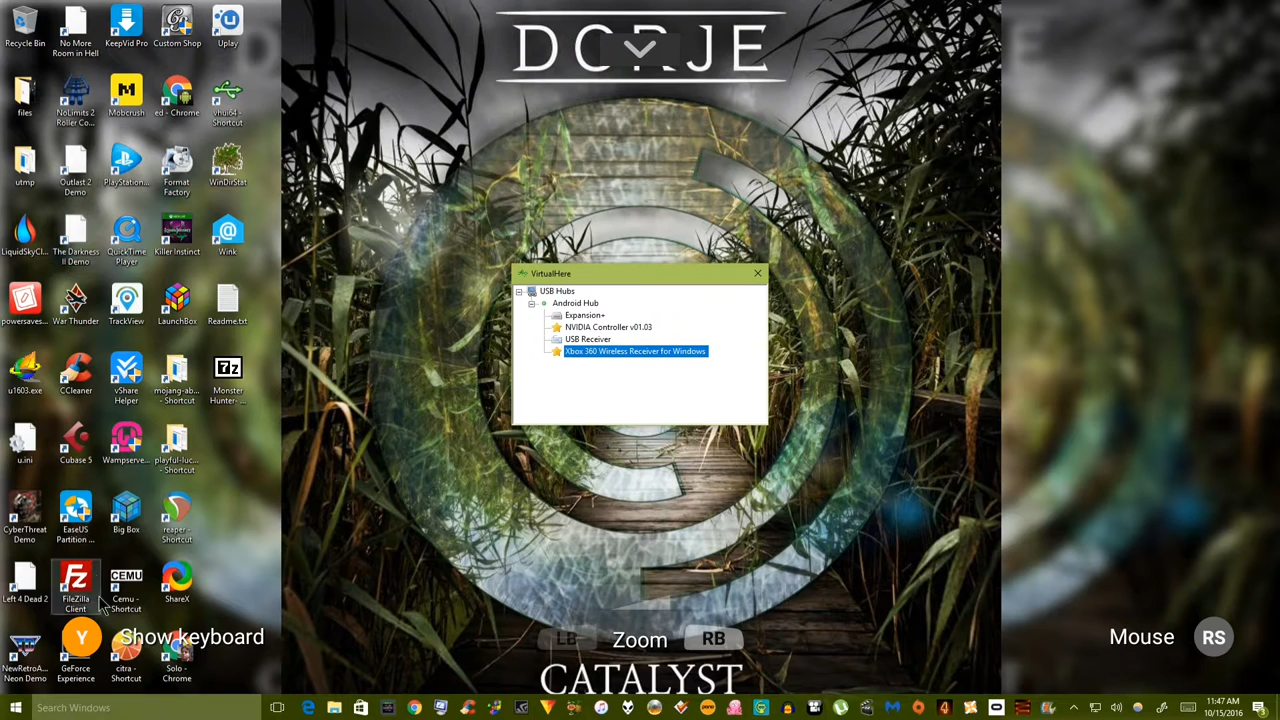 DORJE
Recycle Bin
No More
Room in Hell
KeepVid Pro
Custom Shop
Uplay
files
NoLimits 2
Roller Co...
Mobcrush
ed - Chrome
vhui64 -
Shortcut
utmp
Outlast 2
Demo
PlayStation...
Format
Factory
WinDirStat
LiquidSkyCl...
The Darkness
II Demo
QuickTime
Player
Killer Instinct
Wink
powersaves...
War Thunder
TrackView
LaunchBox
Readme.txt
u1603.exe
CCleaner
vShare
Helper
mojang-ab...
- Shortcut
7z
Monster
Hunter- ...
u.ini
Cubase 5
Wampserve...
playful-luc...
- Shortcut
CyberThreat
Demo
EaseUS
Partition ...
Big Box
reaper -
Shortcut
Left 4 Dead 2
Fz
FileZilla
Client
CEMU
Cemu -
Shortcut
ShareX
NewRetroA...
Neon Demo
GeForce
Experience
citra -
Shortcut
Solo -
Chrome
VirtualHere
USB Hubs
Android Hub
Expansion+
NVIDIA Controller v01.03
USB Receiver
Xbox 360 Wireless Receiver for Windows
Y Show keyboard
LB Zoom RB
Mouse RS
CATALYST
Search Windows
11:47 AM
10/15/2016